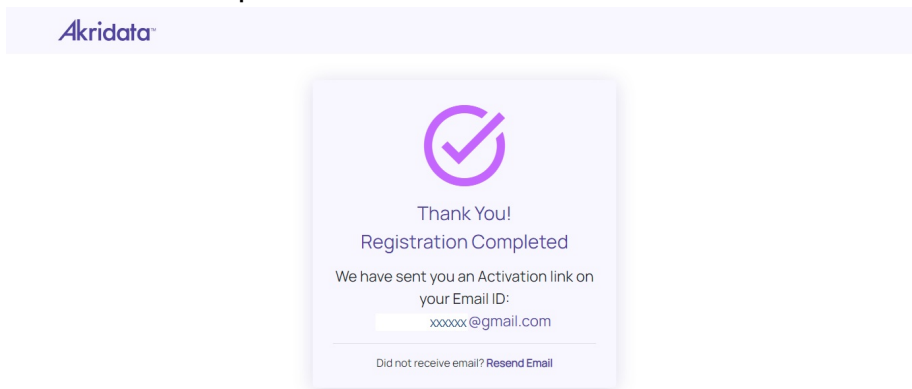 Akridata™
Thank You!
Registration Completed
We have sent you an Activation link on
your Email ID:
xxxxxx @gmail.com
Did not receive email? Resend Email